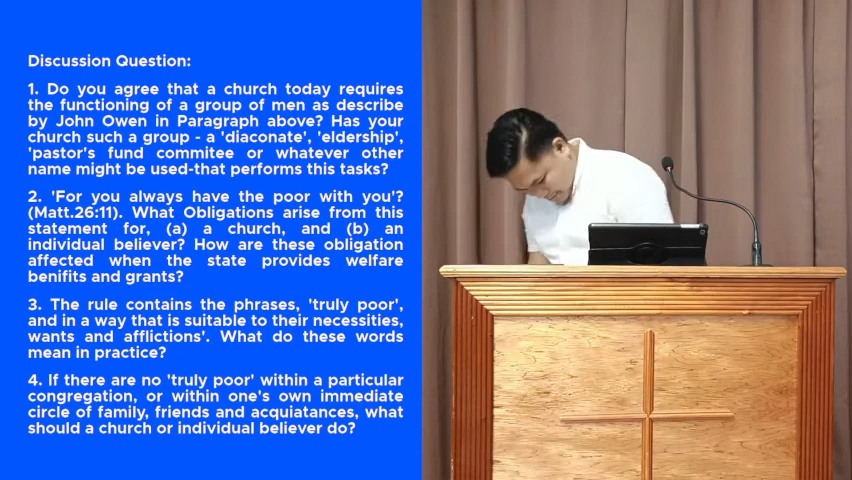 Discussion Question:
1. Do you agree that a church today requires
the functioning of a group of men as describe
by John Owen in Paragraph above? Has your
church such a group - a 'diaconate', 'eldership',
'pastor's fund commitee or whatever other
name might be used-that performs this tasks?
2. 'For you always have the poor with you'?
(Matt.26:11). What Obligations arise from this
statement for, (a) a church, and (b) an
individual believer? How are these obligation
affected when the state provides welfare
benifits and grants?
3. The rule contains the phrases, 'truly poor',
and in a way that is suitable to their necessities,
wants and afflictions'. What do these words
mean in practice?
4. If there are no 'truly poor' within a particular
congregation, or within one's own immediate
circle of family, friends and acquiatances, what
should a church or individual believer do?